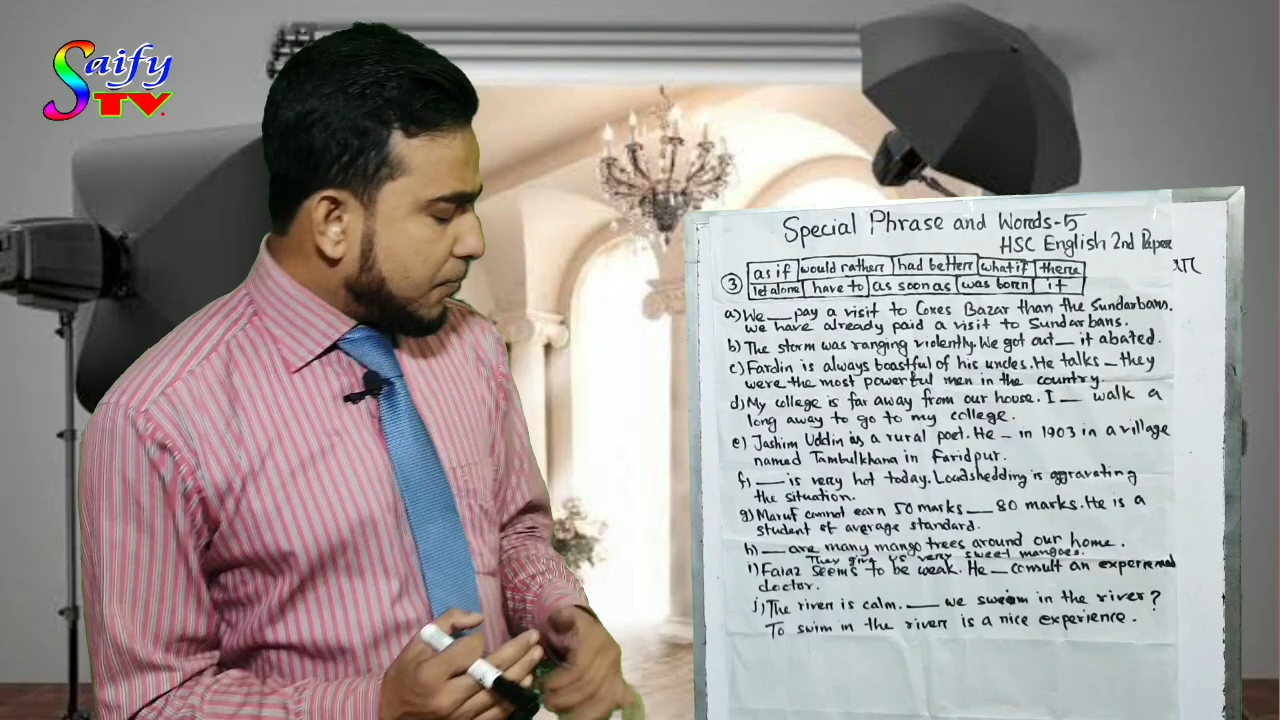 Saify
TV
Special Phrase and Words-5
HSC English 2nd Paper
③ as if would rather had better what if there
let alone have to as soon as was born it
a) We ___ pay a visit to Coxes Bazar than the Sundarbans.
we have already paid a visit to Sundarbans.
b) The storm was ranging violently. We got out __ it abated.
c) Fardin is always boastful of his uncles. He talks _ they
were the most powerful men in the country.
d) My college is far away from our house. I __ walk a
long away to go to my college.
e) Jashim Uddin is a rural poet. He _ in 1903 in a village
named Tambulkhana in Faridpur.
f) ___ is very hot today. Loadshedding is aggravating
the situation.
g) Maruf cannot earn 50 marks ___ 80 marks. He is a
student of average standard.
h) ___ are many mango trees around our home.
They give us very sweet mangoes.
i) Faiaz seems to be weak. He __ consult an
doctor.
j) The river is calm. ___ we swim in the river?
To swim in the river is a nice experience.